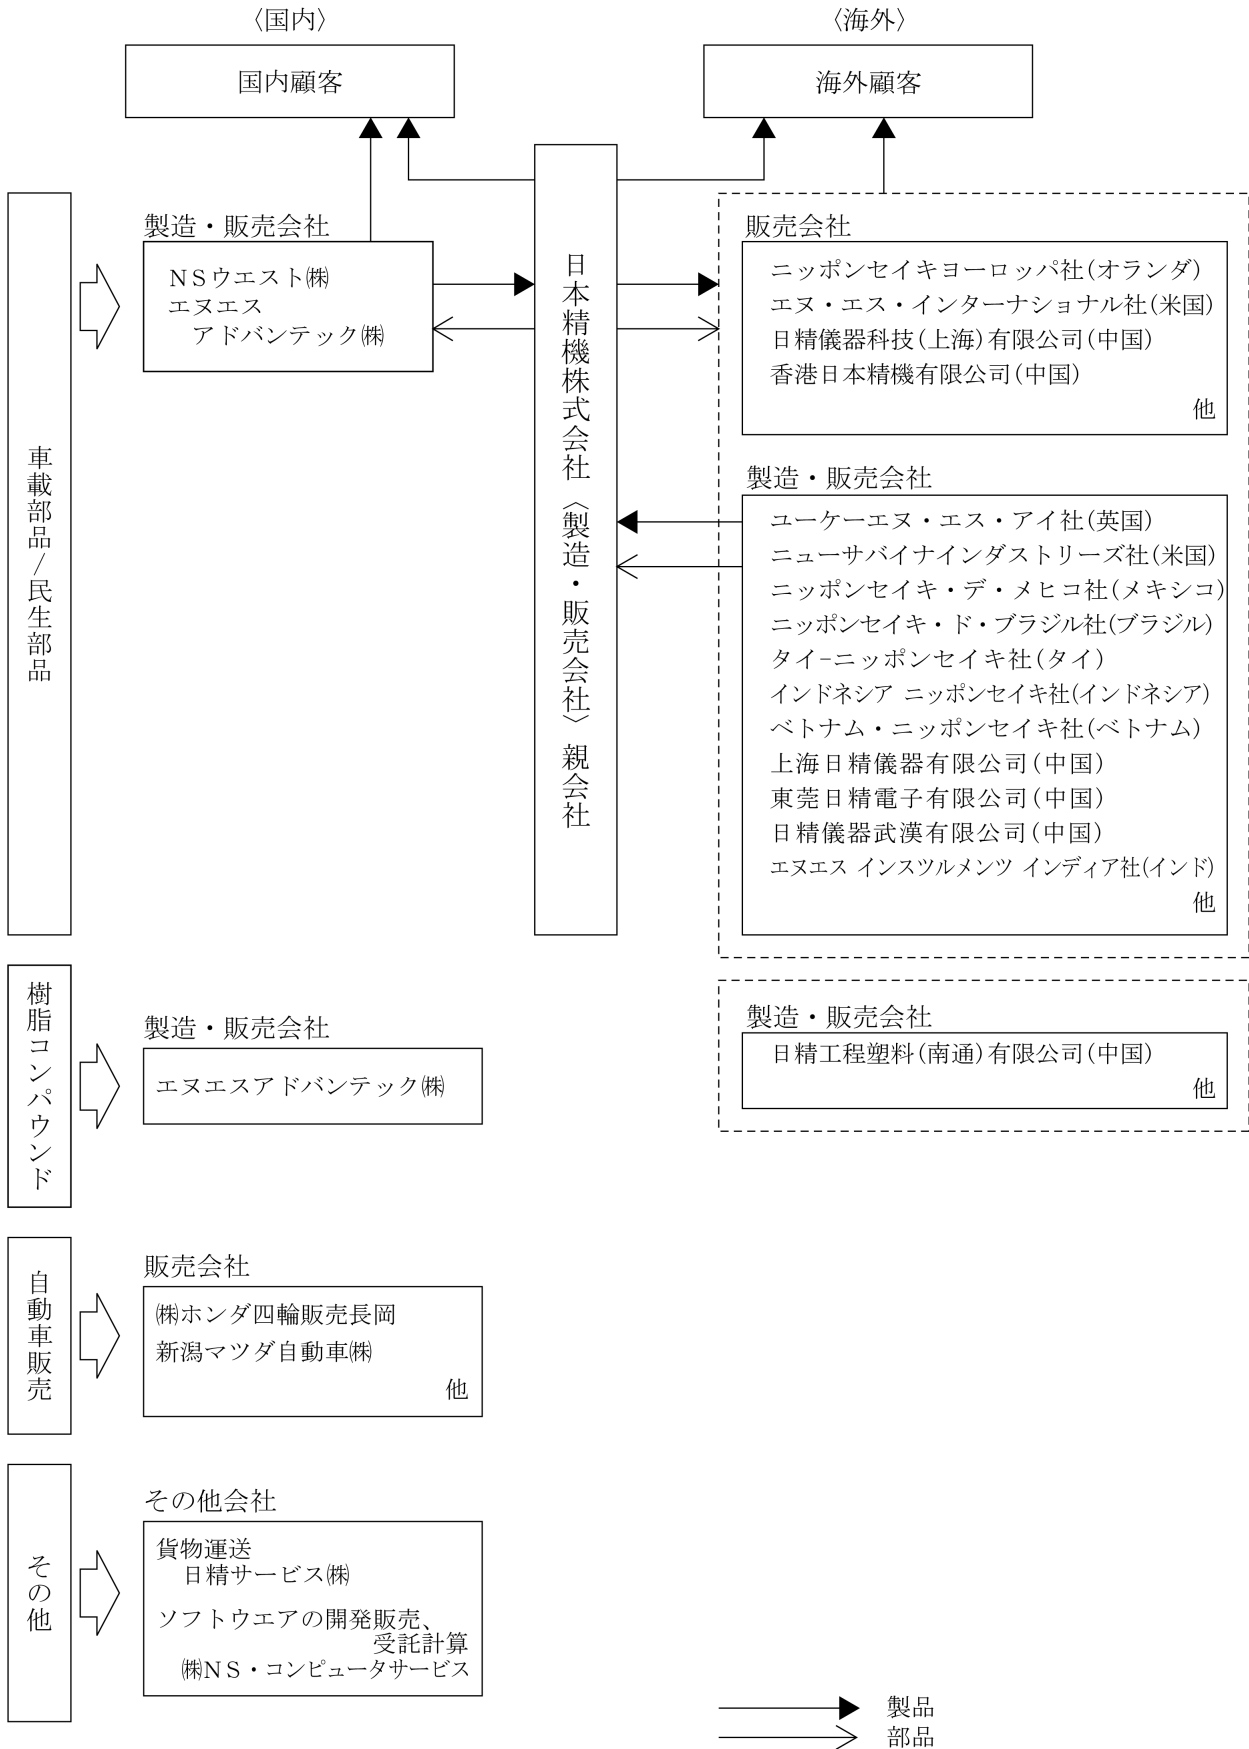 〈国内〉
〈海外〉
国内顧客
海外顧客
車載部品/民生部品
製造・販売会社
NSウエスト㈱
エヌエス
アドバンテック㈱
日本精機株式会社〈製造・販売会社〉親会社
販売会社
ニッポンセイキヨーロッパ社(オランダ)
エヌ・エス・インターナショナル社(米国)
日精儀器科技(上海)有限公司(中国)
香港日本精機有限公司(中国)
他
製造・販売会社
ユーケーエヌ・エス・アイ社(英国)
ニューサバイナインダストリーズ社(米国)
ニッポンセイキ・デ・メヒコ社(メキシコ)
ニッポンセイキ・ド・ブラジル社(ブラジル)
タイ-ニッポンセイキ社(タイ)
インドネシア ニッポンセイキ社(インドネシア)
ベトナム・ニッポンセイキ社(ベトナム)
上海日精儀器有限公司(中国)
東莞日精電子有限公司(中国)
日精儀器武漢有限公司(中国)
エヌエス インスツルメンツ インディア社(インド)
他
樹脂コンパウンド
製造・販売会社
エヌエスアドバンテック㈱
製造・販売会社
日精工程塑料(南通)有限公司(中国)
他
自動車販売
販売会社
㈱ホンダ四輪販売長岡
新潟マツダ自動車㈱
他
その他
その他会社
貨物運送
日精サービス㈱
ソフトウエアの開発販売、
受託計算
㈱NS・コンピュータサービス
製品
部品